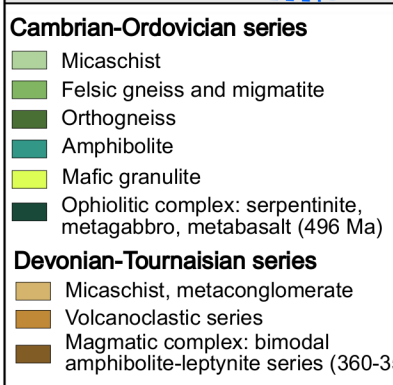 Cambrian-Ordovician series
Micaschist
Felsic gneiss and migmatite
Orthogneiss
Amphibolite
Mafic granulite
Ophiolitic complex: serpentinite,
metagabbro, metabasalt (496 Ma)
Devonian-Tournaisian series
Micaschist, metaconglomerate
Volcanoclastic series
Magmatic complex: bimodal
amphibolite-leptynite series